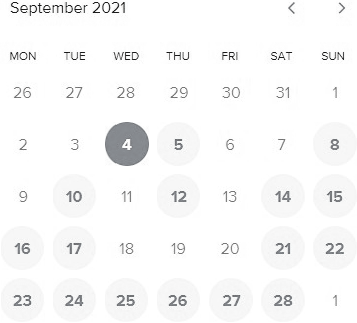 September 2021
MON TUE WED THU FRI SAT SUN
26 27 28 29 30 31 1
2 3 4 5 6 7 8
9 10 11 12 13 14 15
16 17 18 19 20 21 22
23 24 25 26 27 28 1